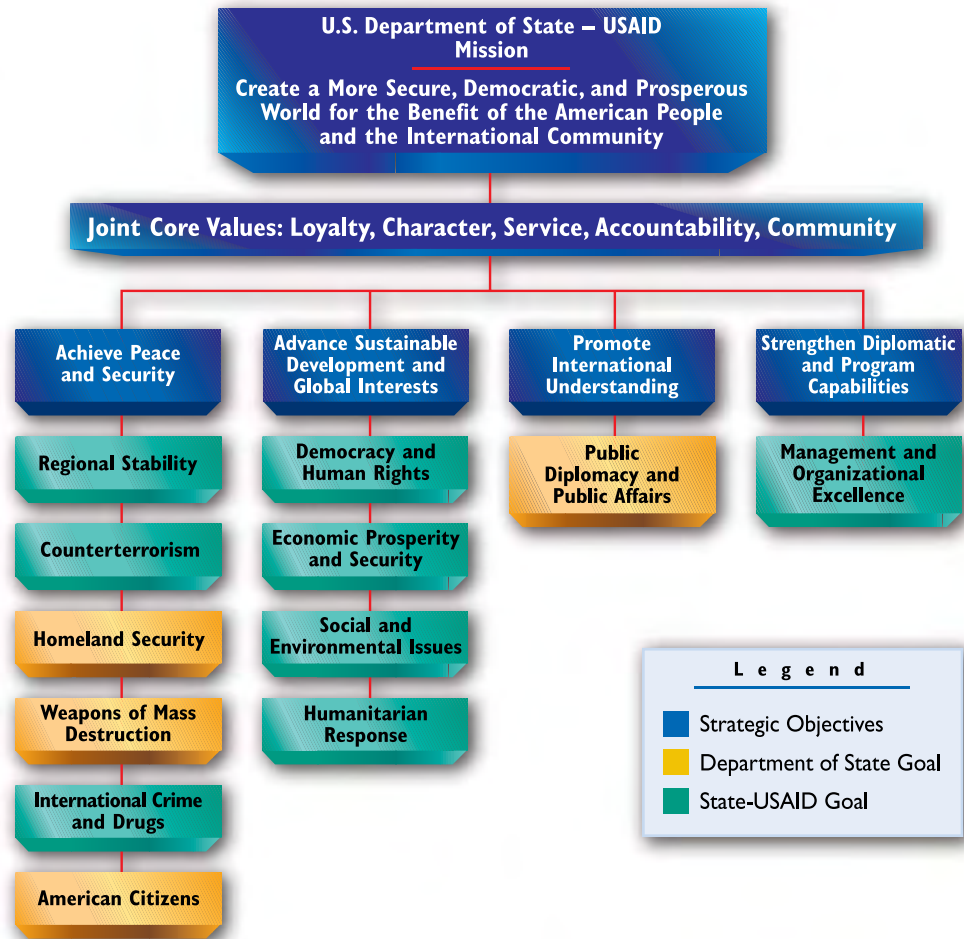 U.S. Department of State – USAID
Mission
Create a More Secure, Democratic, and Prosperous
World for the Benefit of the American People
and the International Community
Joint Core Values: Loyalty, Character, Service, Accountability, Community
Achieve Peace
and Security
Regional Stability
Counterterrorism
Homeland Security
Weapons of Mass
Destruction
International Crime
and Drugs
American Citizens
Advance Sustainable
Development and
Global Interests
Democracy and
Human Rights
Economic Prosperity
and Security
Social and
Environmental Issues
Humanitarian
Response
Promote
International
Understanding
Public
Diplomacy and
Public Affairs
Strengthen Diplomatic
and Program
Capabilities
Management and
Organizational
Excellence
Legend
Strategic Objectives
Department of State Goal
State-USAID Goal